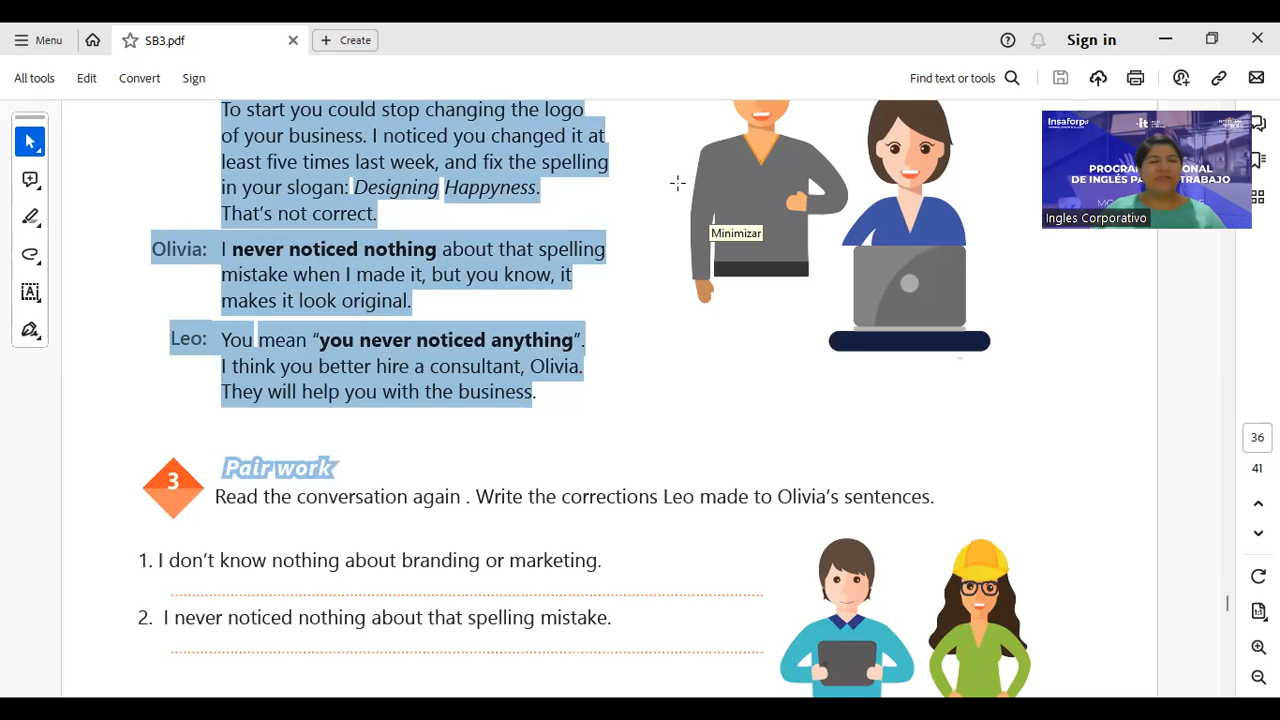 Menu
SB3.pdf
Create
Sign in
All tools
Edit
Convert
Sign
Find text or tools
To start you could stop changing the logo
of your business. I noticed you changed it at
least five times last week, and fix the spelling
in your slogan: Designing Happyness.
That's not correct.
Olivia: I never noticed nothing about that spelling
mistake when I made it, but you know, it
makes it look original.
Leo: You mean “you never noticed anything”.
I think you better hire a consultant, Olivia.
They will help you with the business.
Minimizar
Insaforp
DE INGLÉS PA
TRABAJO
Ingles Corporativo
3
Pair work
Read the conversation again . Write the corrections Leo made to Olivia's sentences.
1. I don't know nothing about branding or marketing.
2. I never noticed nothing about that spelling mistake.
36
41